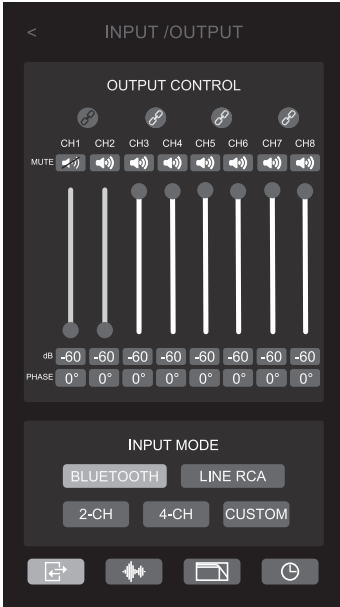 < INPUT /OUTPUT
OUTPUT CONTROL
CH1 CH2 CH3 CH4 CH5 CH6 CH7 CH8
MUTE
dB -60 -60 -60 -60 -60 -60 -60 -60
PHASE 0° 0° 0° 0° 0° 0° 0° 0°
INPUT MODE
BLUETOOTH LINE RCA
2-CH 4-CH CUSTOM